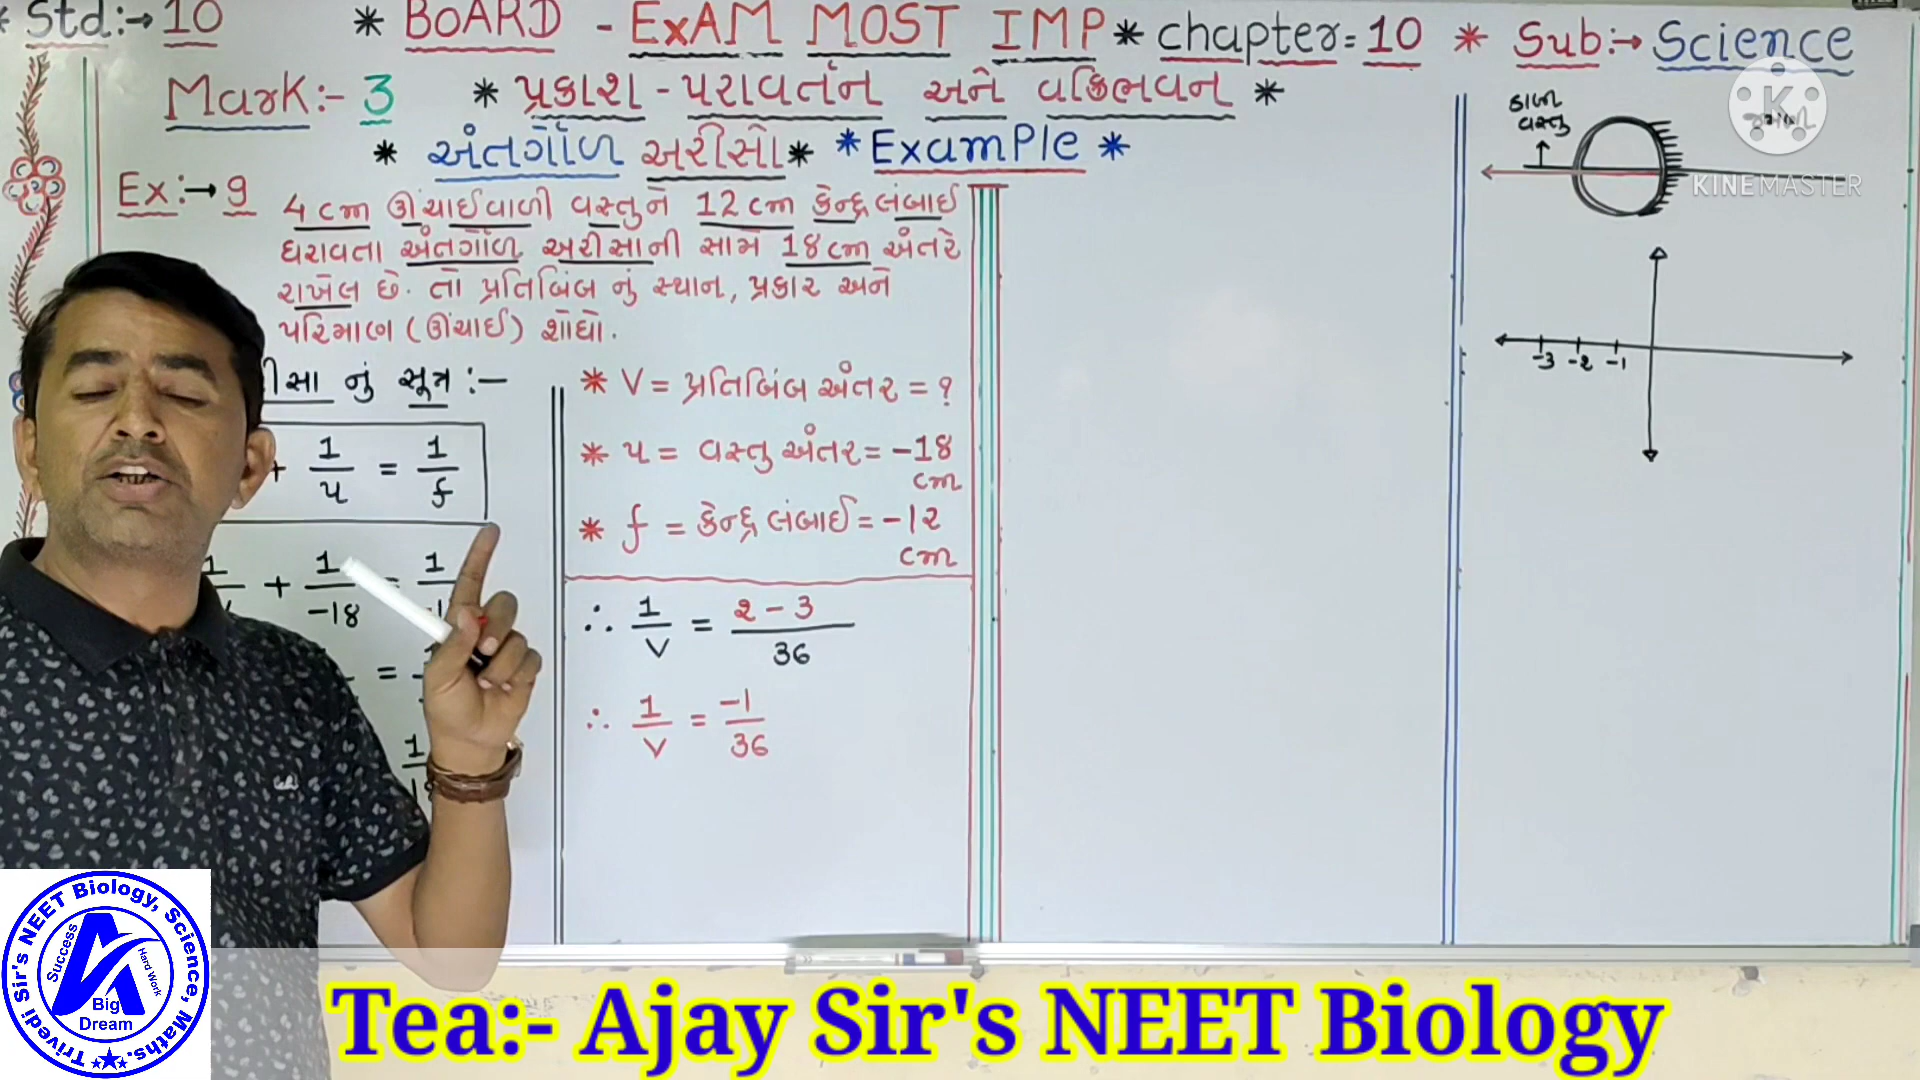 * Std:→ 10 * BOARD - EXAM MOST IMP * chapter = 10 * Sub:→ Science
Mark:- 3 * પ્રકાશ - પરાવર્તન અને વક્રિભવન *
* અંતર્ગોળ અરીસો * * Example *
Ex:→ 9 4 cm ઊંચાઈવાળી વસ્તુને 12 cm કેન્દ્રલંબાઈ
ધરાવતા અંતર્ગોળ અરીસાની સામે 18 cm અંતરે
રાખેલ છે. તો પ્રતિબિંબ નું સ્થાન, પ્રકાર અને
પરિમાણ (ઊંચાઈ) શોધો.
સા નું સૂત્ર :-
+ 1/u = 1/f
+ 1/-18 = 1
=
* v = પ્રતિબિંબ અંતર = ?
* u = વસ્તુ અંતર = -18
cm
* f = કેન્દ્રલંબાઈ = -12
cm
∴ 1/v = 2 - 3/36
∴ 1/v = -1/36
ડાબા
વસ્તુ
KINEMASTER
-3 -2 -1
Trivedi Sir's NEET Biology, Science, Maths.
Success
Hard Work
Big
Dream
Tea:- Ajay Sir's NEET Biology